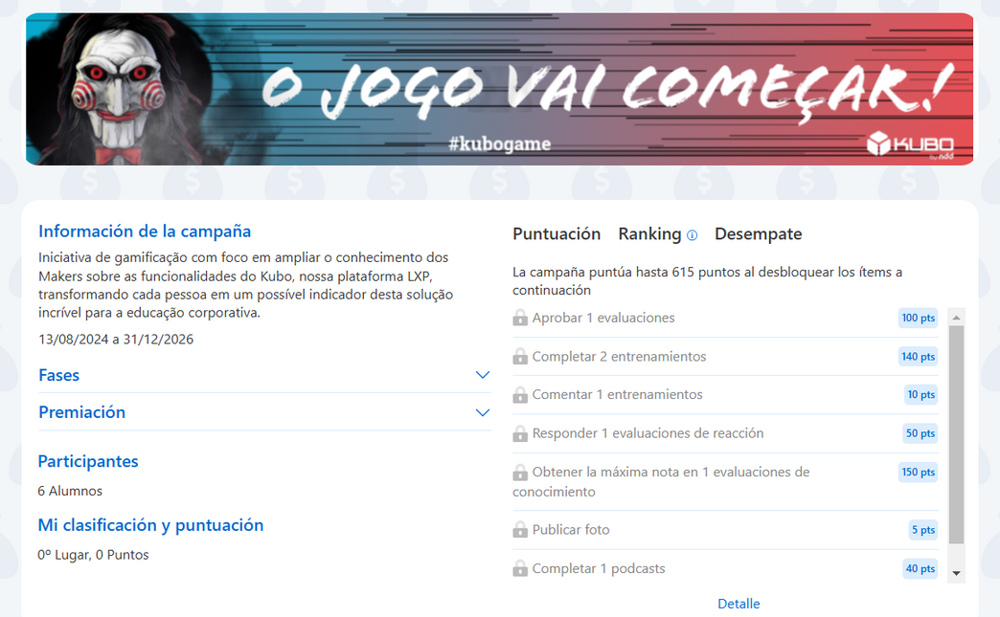 O JOGO VAI COMEÇAR!
#kubogame
KUBO
by ndd
Información de la campaña
Iniciativa de gamificação com foco em ampliar o conhecimento dos
Makers sobre as funcionalidades do Kubo, nossa plataforma LXP,
transformando cada pessoa em um possível indicador desta solução
incrível para a educação corporativa.
13/08/2024 a 31/12/2026
Fases
Premiación
Participantes
6 Alumnos
Mi clasificación y puntuación
0º Lugar, 0 Puntos
Puntuación Ranking Desempate
La campaña puntúa hasta 615 puntos al desbloquear los ítems a
continuación
Aprobar 1 evaluaciones 100 pts
Completar 2 entrenamientos 140 pts
Comentar 1 entrenamientos 10 pts
Responder 1 evaluaciones de reacción 50 pts
Obtener la máxima nota en 1 evaluaciones de 150 pts
conocimiento
Publicar foto 5 pts
Completar 1 podcasts 40 pts
Detalle